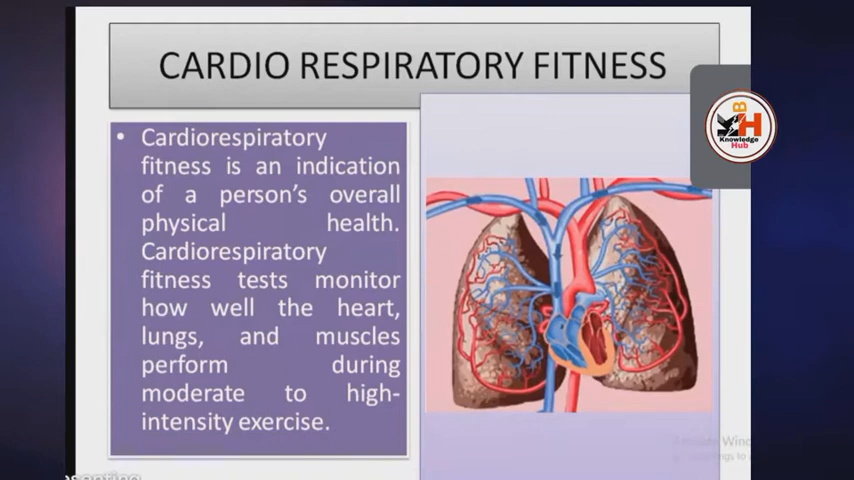 CARDIO RESPIRATORY FITNESS
• Cardiorespiratory
fitness is an indication
of a person's overall
physical health.
Cardiorespiratory
fitness tests monitor
how well the heart,
lungs, and muscles
perform during
moderate to high-
intensity exercise.
B
H
Knowledge
Hub